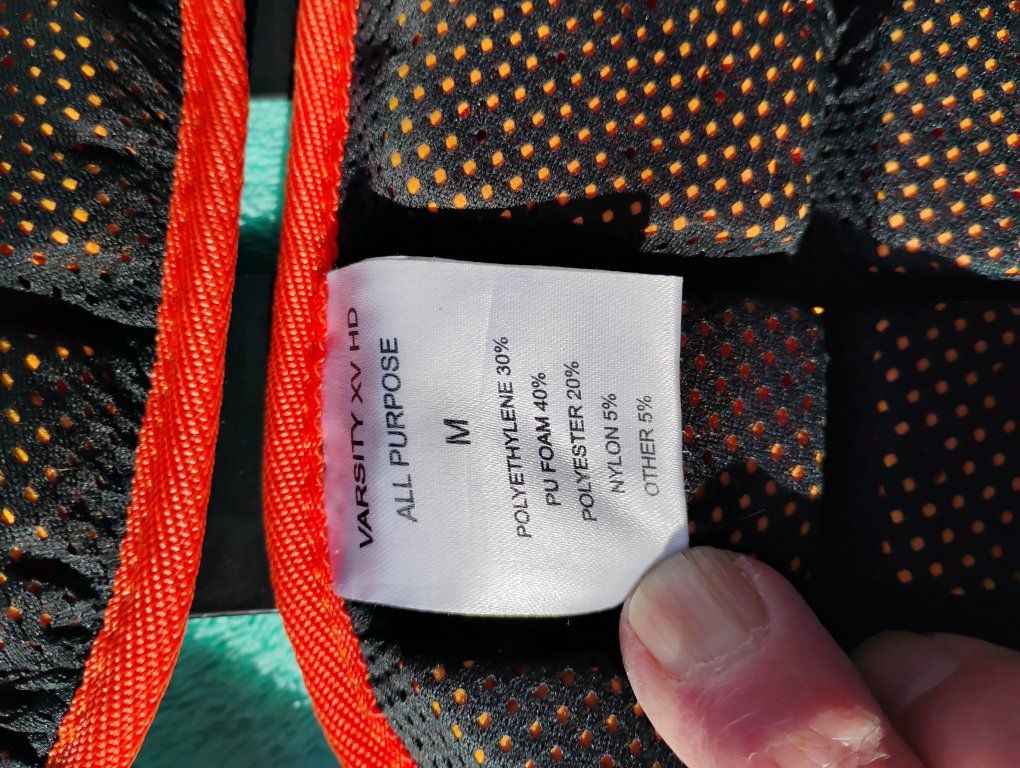 VARSITY XV HD
ALL PURPOSE
M
POLYETHYLENE 30%
PU FOAM 40%
POLYESTER 20%
NYLON 5%
OTHER 5%